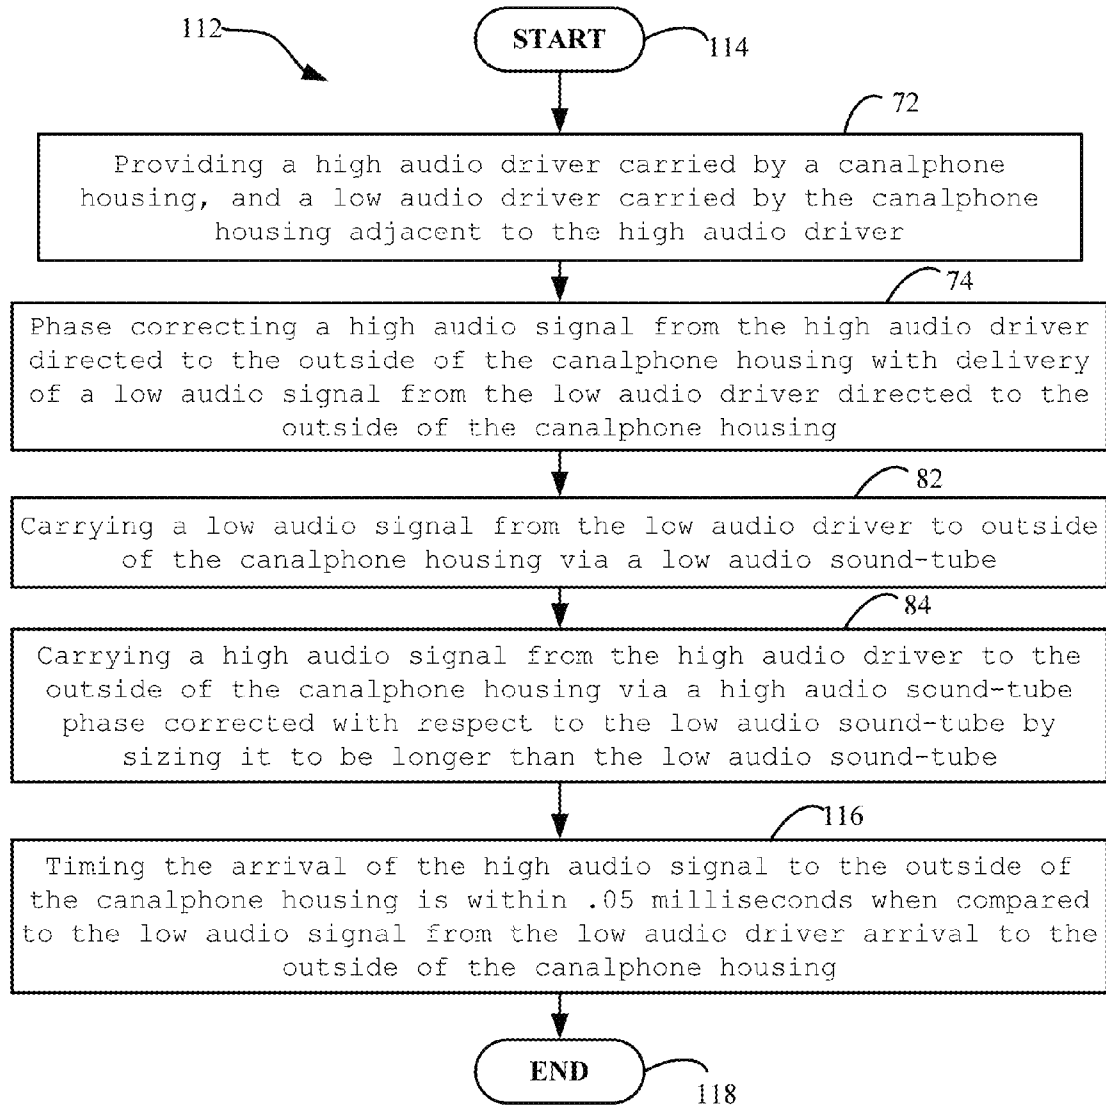 112
START
114
72
Providing a high audio driver carried by a canalphone
housing, and a low audio driver carried by the canalphone
housing adjacent to the high audio driver
74
Phase correcting a high audio signal from the high audio driver
directed to the outside of the canalphone housing with delivery
of a low audio signal from the low audio driver directed to the
outside of the canalphone housing
82
Carrying a low audio signal from the low audio driver to outside
of the canalphone housing via a low audio sound-tube
84
Carrying a high audio signal from the high audio driver to the
outside of the canalphone housing via a high audio sound-tube
phase corrected with respect to the low audio sound-tube by
sizing it to be longer than the low audio sound-tube
116
Timing the arrival of the high audio signal to the outside of
the canalphone housing is within .05 milliseconds when compared
to the low audio signal from the low audio driver arrival to the
outside of the canalphone housing
END
118